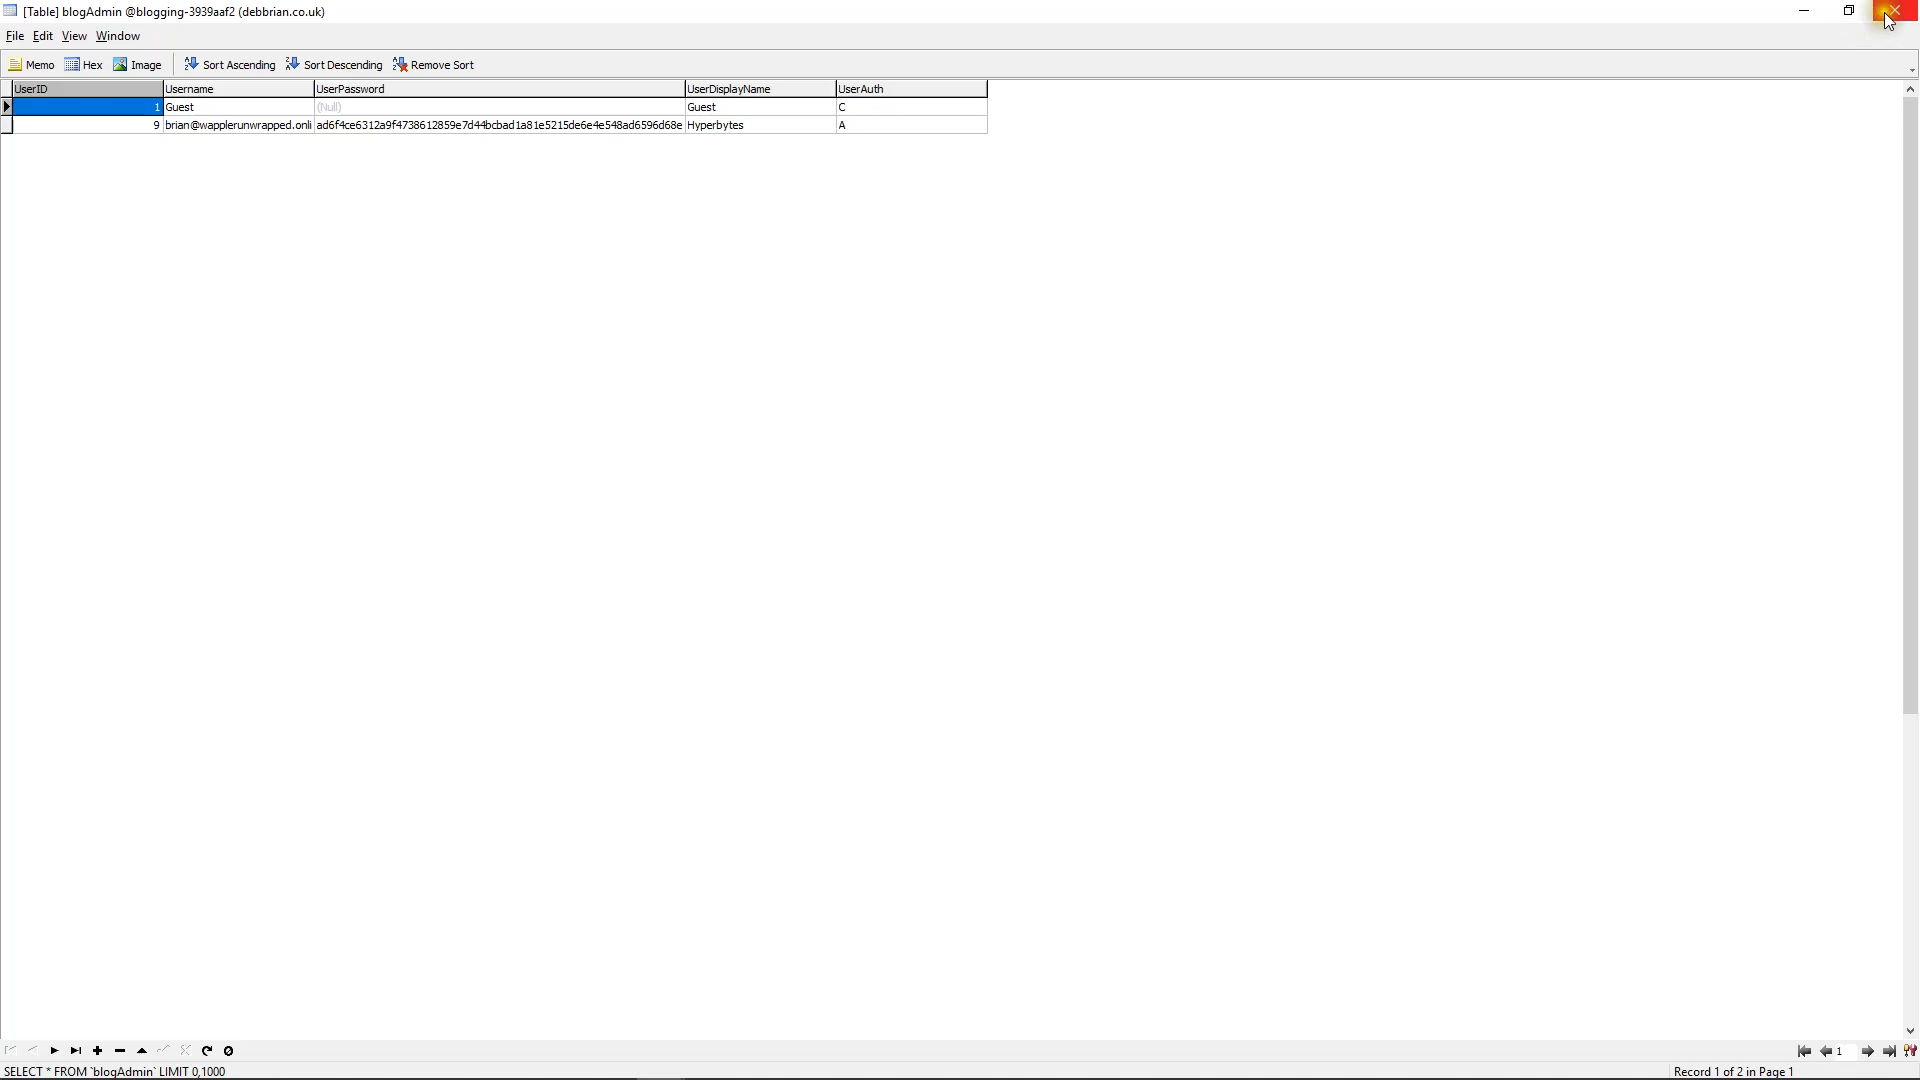 [Table] blogAdmin @blogging-3939aaf2 (debbrian.co.uk)
File Edit View Window
Memo Hex Image Sort Ascending Sort Descending Remove Sort
UserID Username UserPassword UserDisplayName UserAuth
1 Guest (Null) Guest C
9 brian@wapplerunwrapped.onli ad6f4ce6312a9f4738612859e7d44bcbad1a81e5215de6e4e548ad6596d68e Hyperbytes A
1
SELECT * FROM `blogAdmin` LIMIT 0,1000 Record 1 of 2 in Page 1